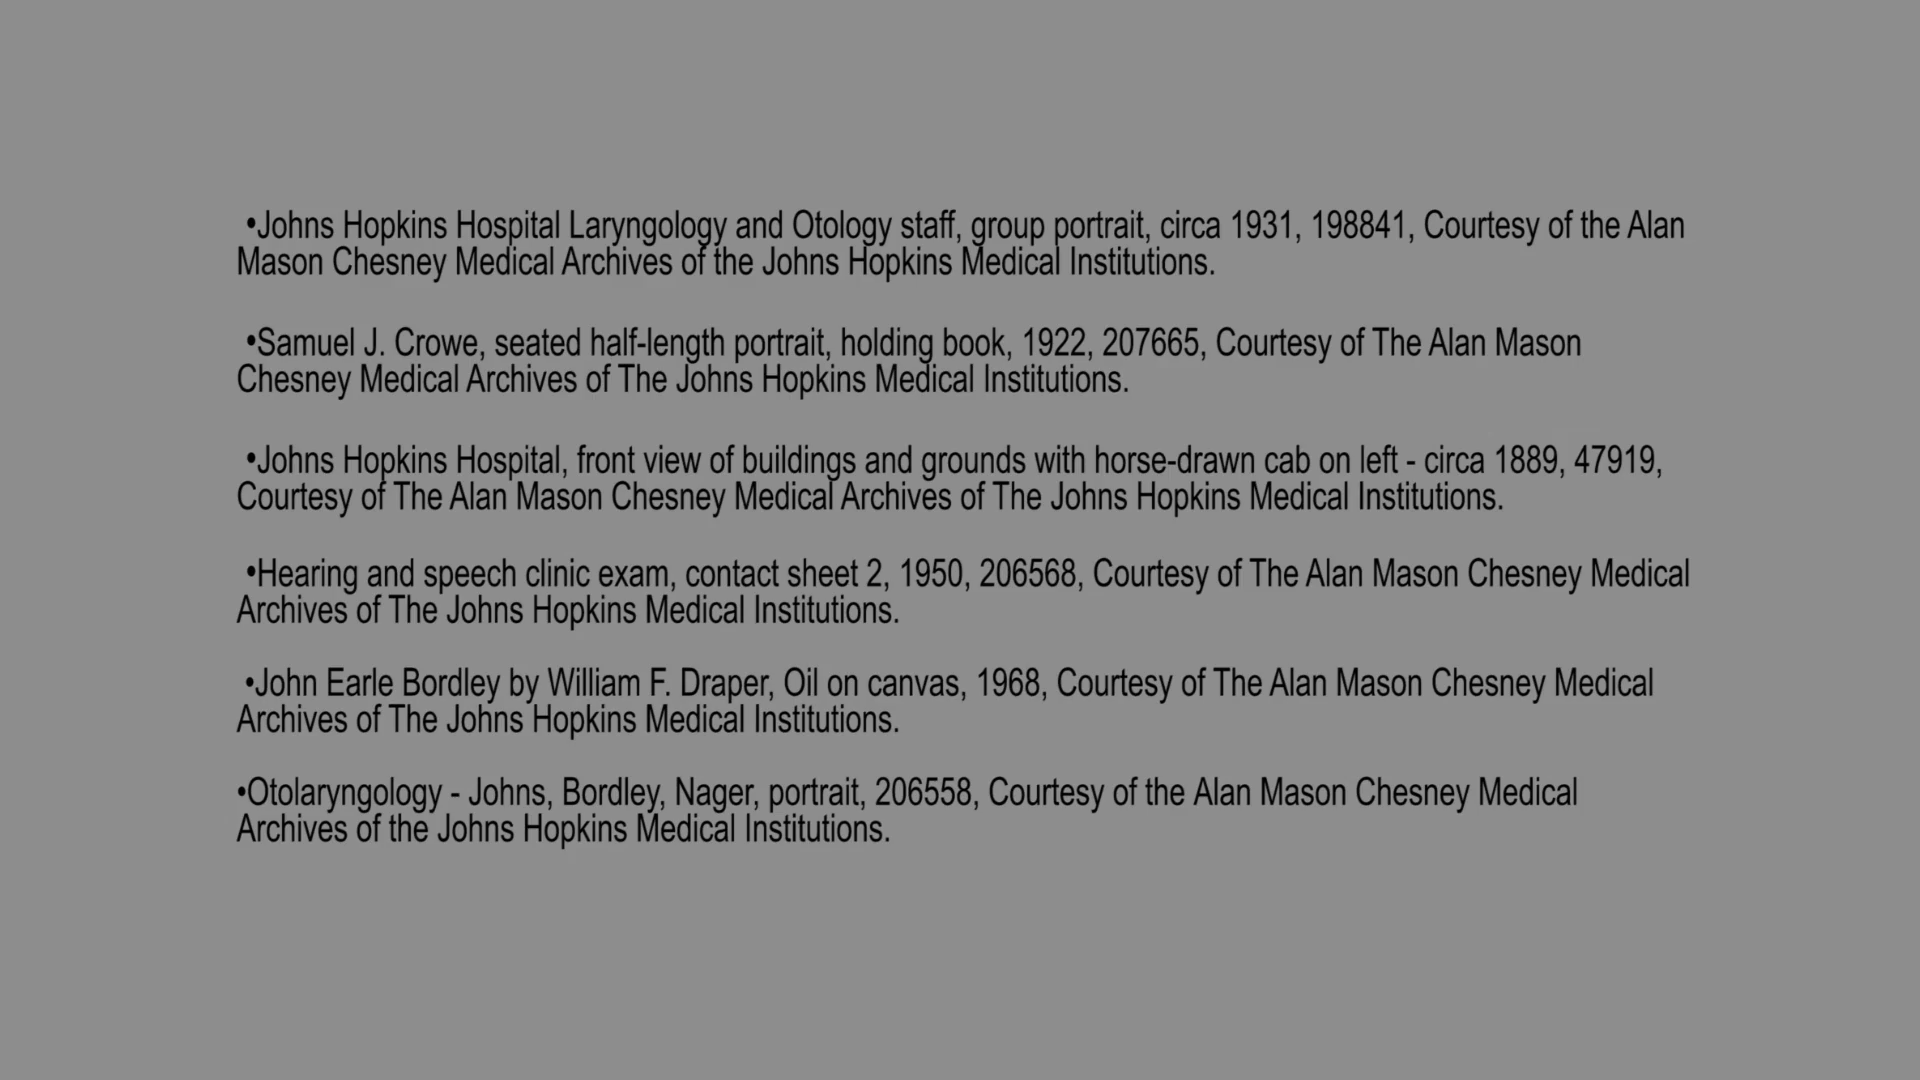 •Johns Hopkins Hospital Laryngology and Otology staff, group portrait, circa 1931, 198841, Courtesy of the Alan
Mason Chesney Medical Archives of the Johns Hopkins Medical Institutions.
•Samuel J. Crowe, seated half-length portrait, holding book, 1922, 207665, Courtesy of The Alan Mason
Chesney Medical Archives of The Johns Hopkins Medical Institutions.
•Johns Hopkins Hospital, front view of buildings and grounds with horse-drawn cab on left - circa 1889, 47919,
Courtesy of The Alan Mason Chesney Medical Archives of The Johns Hopkins Medical Institutions.
•Hearing and speech clinic exam, contact sheet 2, 1950, 206568, Courtesy of The Alan Mason Chesney Medical
Archives of The Johns Hopkins Medical Institutions.
•John Earle Bordley by William F. Draper, Oil on canvas, 1968, Courtesy of The Alan Mason Chesney Medical
Archives of The Johns Hopkins Medical Institutions.
•Otolaryngology - Johns, Bordley, Nager, portrait, 206558, Courtesy of the Alan Mason Chesney Medical
Archives of the Johns Hopkins Medical Institutions.